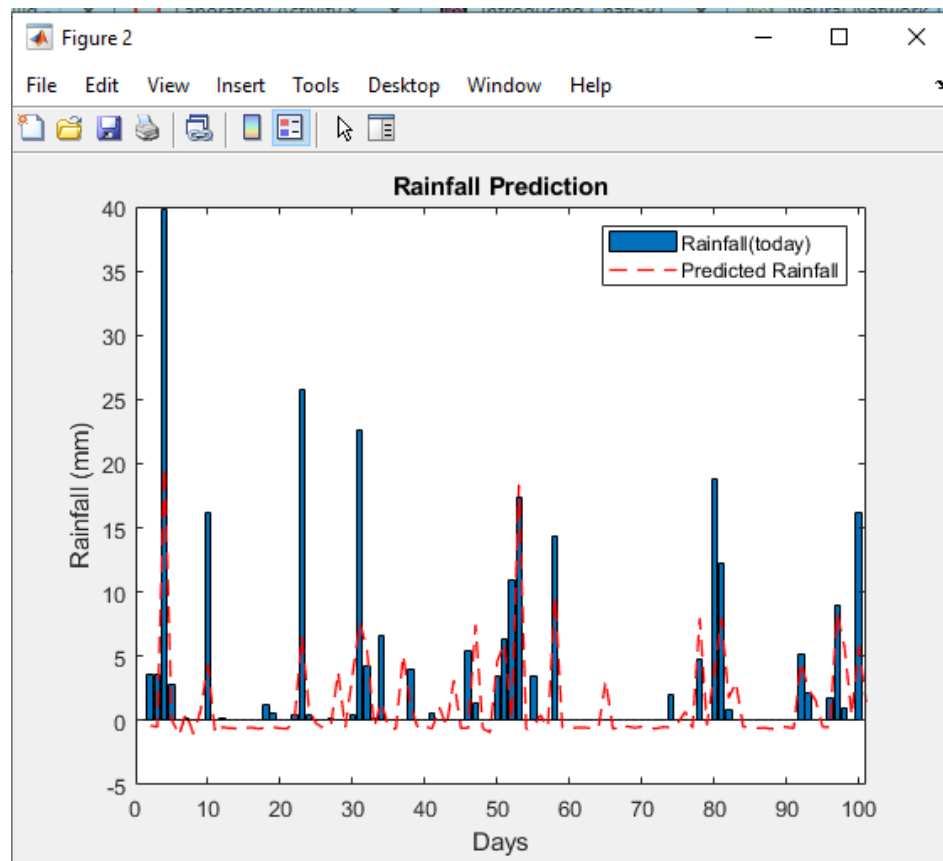 Figure 2
File Edit View Insert Tools Desktop Window Help
Rainfall Prediction
Rainfall(today)
Predicted Rainfall
40
35
30
25
20
15
10
5
0
-5
Rainfall (mm)
0 10 20 30 40 50 60 70 80 90 100
Days